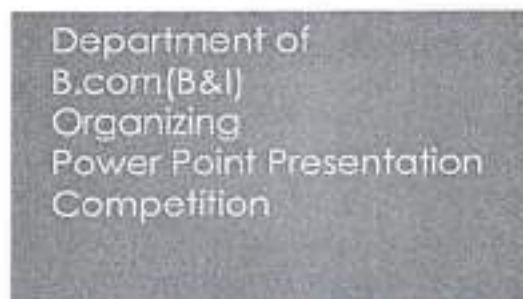 Department of
B.com(B&I)
Organizing
Power Point Presentation
Competition